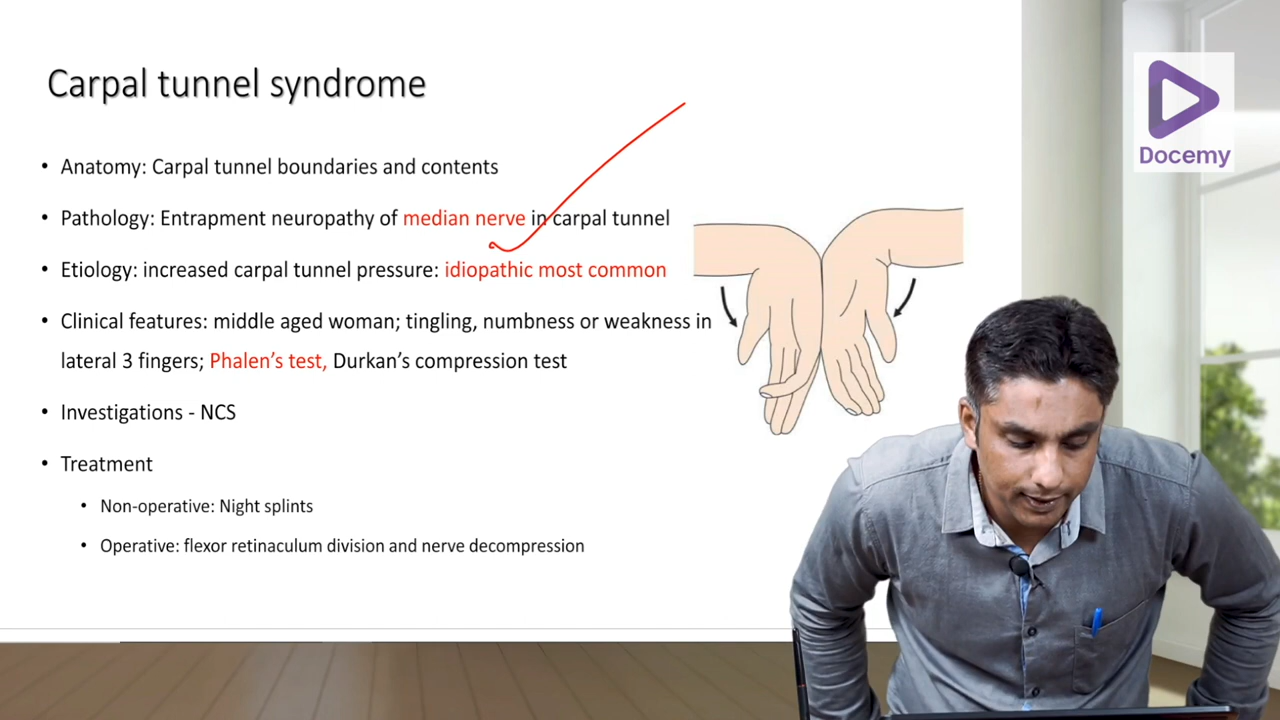 Carpal tunnel syndrome
• Anatomy: Carpal tunnel boundaries and contents
• Pathology: Entrapment neuropathy of median nerve in carpal tunnel
• Etiology: increased carpal tunnel pressure: idiopathic most common
• Clinical features: middle aged woman; tingling, numbness or weakness in
lateral 3 fingers; Phalen's test, Durkan's compression test
• Investigations - NCS
• Treatment
• Non-operative: Night splints
• Operative: flexor retinaculum division and nerve decompression
Docemy